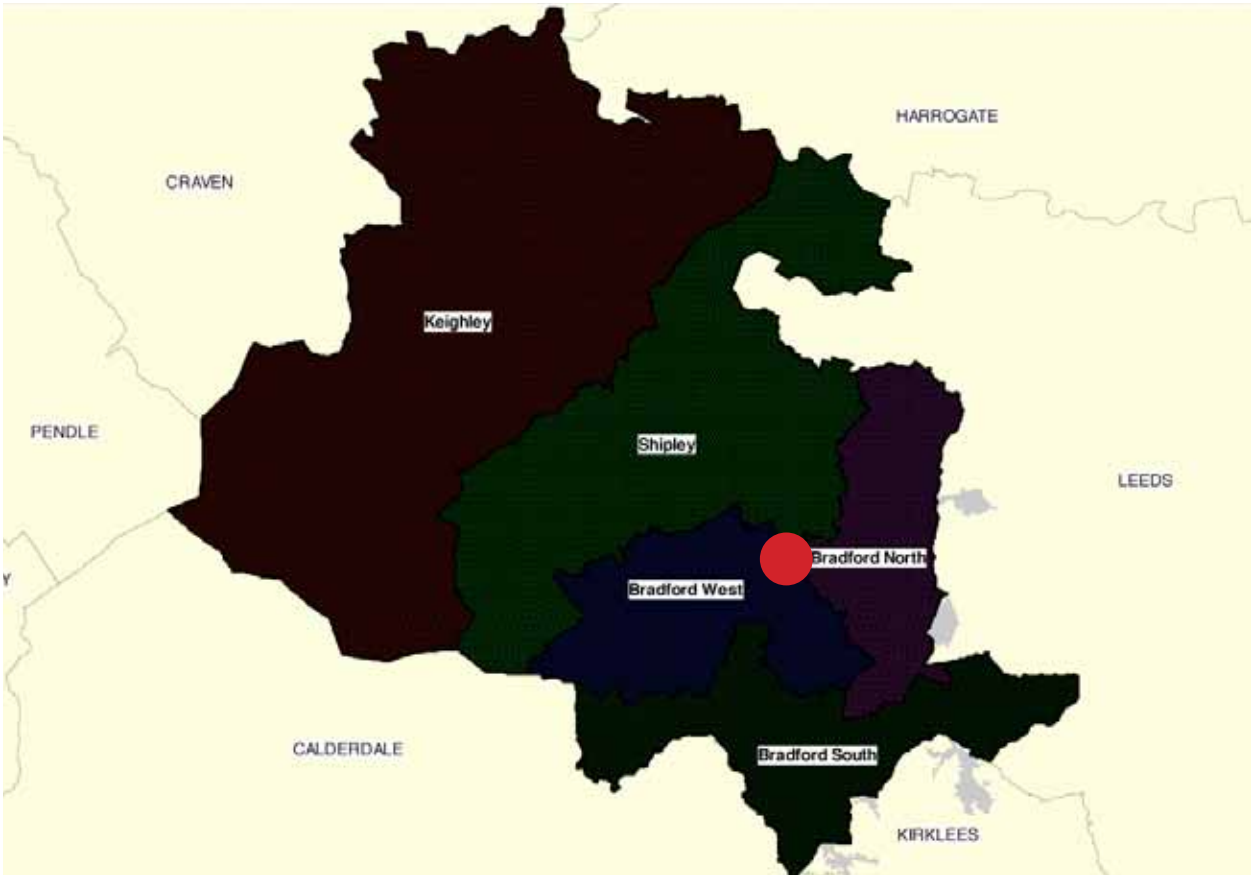 HARROGATE
CRAVEN
Keighley
PENDLE
Shipley
LEEDS
Bradford North
Y
Bradford West
CALDERDALE
Bradford South
KIRKLEES